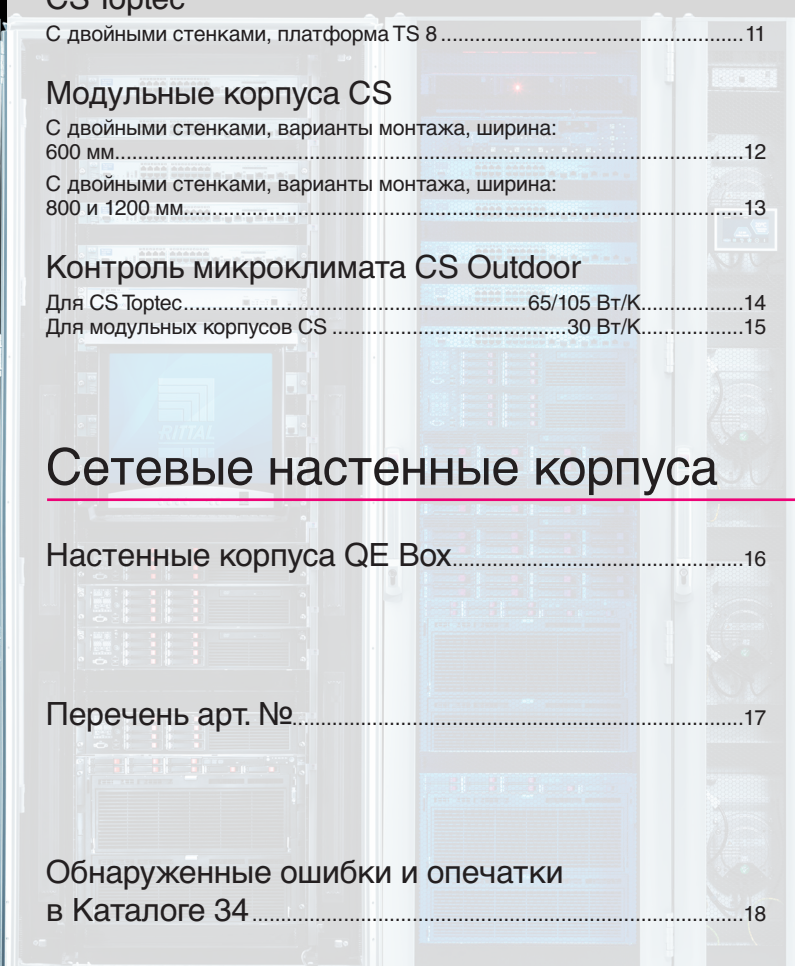 CS Toptec
С двойными стенками, платформа TS 8 ........ 11
Модульные корпуса CS
С двойными стенками, варианты монтажа, ширина:
600 мм ........ 12
С двойными стенками, варианты монтажа, ширина:
800 и 1200 мм ........ 13
Контроль микроклимата CS Outdoor
Для CS Toptec ........ 65/105 Вт/K ........ 14
Для модульных корпусов CS ........ 30 Вт/K ........ 15
RITTAL
Сетевые настенные корпуса
Настенные корпуса QE Box ........ 16
Перечень арт. № ........ 17
Обнаруженные ошибки и опечатки
в Каталоге 34 ........ 18